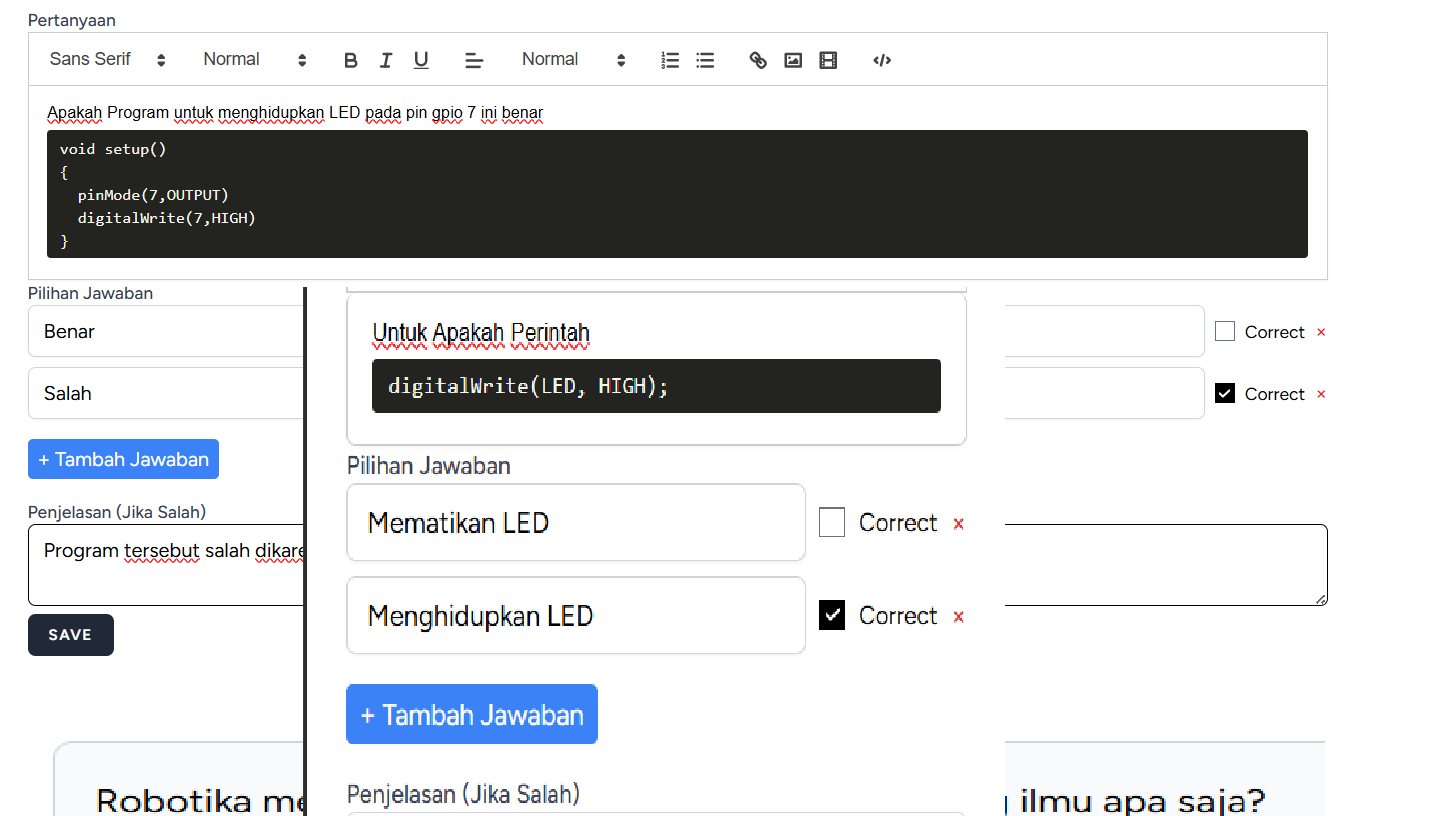 Pertanyaan
Sans Serif Normal B I U Normal
Apakah Program untuk menghidupkan LED pada pin gpio 7 ini benar
void setup()
{
  pinMode(7,OUTPUT)
  digitalWrite(7,HIGH)
}
Pilihan Jawaban
Benar
Correct ×
Salah
Correct ×
+ Tambah Jawaban
Penjelasan (Jika Salah)
Program tersebut salah
SAVE
Untuk Apakah Perintah
digitalWrite(LED, HIGH);
Pilihan Jawaban
Mematikan LED
Correct ×
Menghidupkan LED
Correct ×
+ Tambah Jawaban
Penjelasan (Jika Salah)
Robotika
ilmu apa saja?